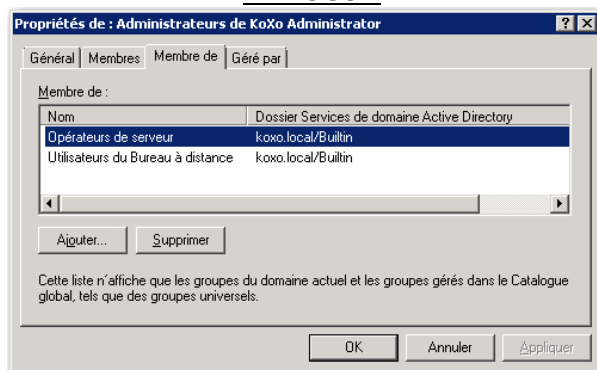 Propriétés de : Administrateurs de KoXo Administrator
Général Membres Membre de Géré par
Membre de :
Nom Dossier Services de domaine Active Directory
Opérateurs de serveur koxo.local/Builtin
Utilisateurs du Bureau à distance koxo.local/Builtin
Ajouter... Supprimer
Cette liste n'affiche que les groupes du domaine actuel et les groupes gérés dans le Catalogue
global, tels que des groupes universels.
OK Annuler Appliquer